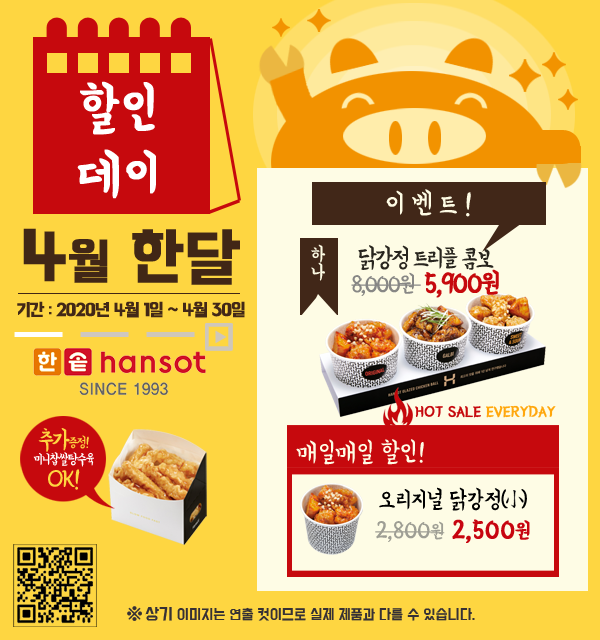 할인
데이
4월 한달
기간 : 2020년 4월 1일 ~ 4월 30일
한솥 hansot
SINCE 1993
추가증정!
미니찹쌀탕수육
OK!
이벤트!
하나
닭강정 트리플 콤보
8,000원 5,900원
ORIGINAL
GALBI
H
HOT SALE EVERYDAY
매일매일 할인!
오리지널 닭강정(小)
2,800원 2,500원
※ 상기 이미지는 연출 컷이므로 실제 제품과 다를 수 있습니다.